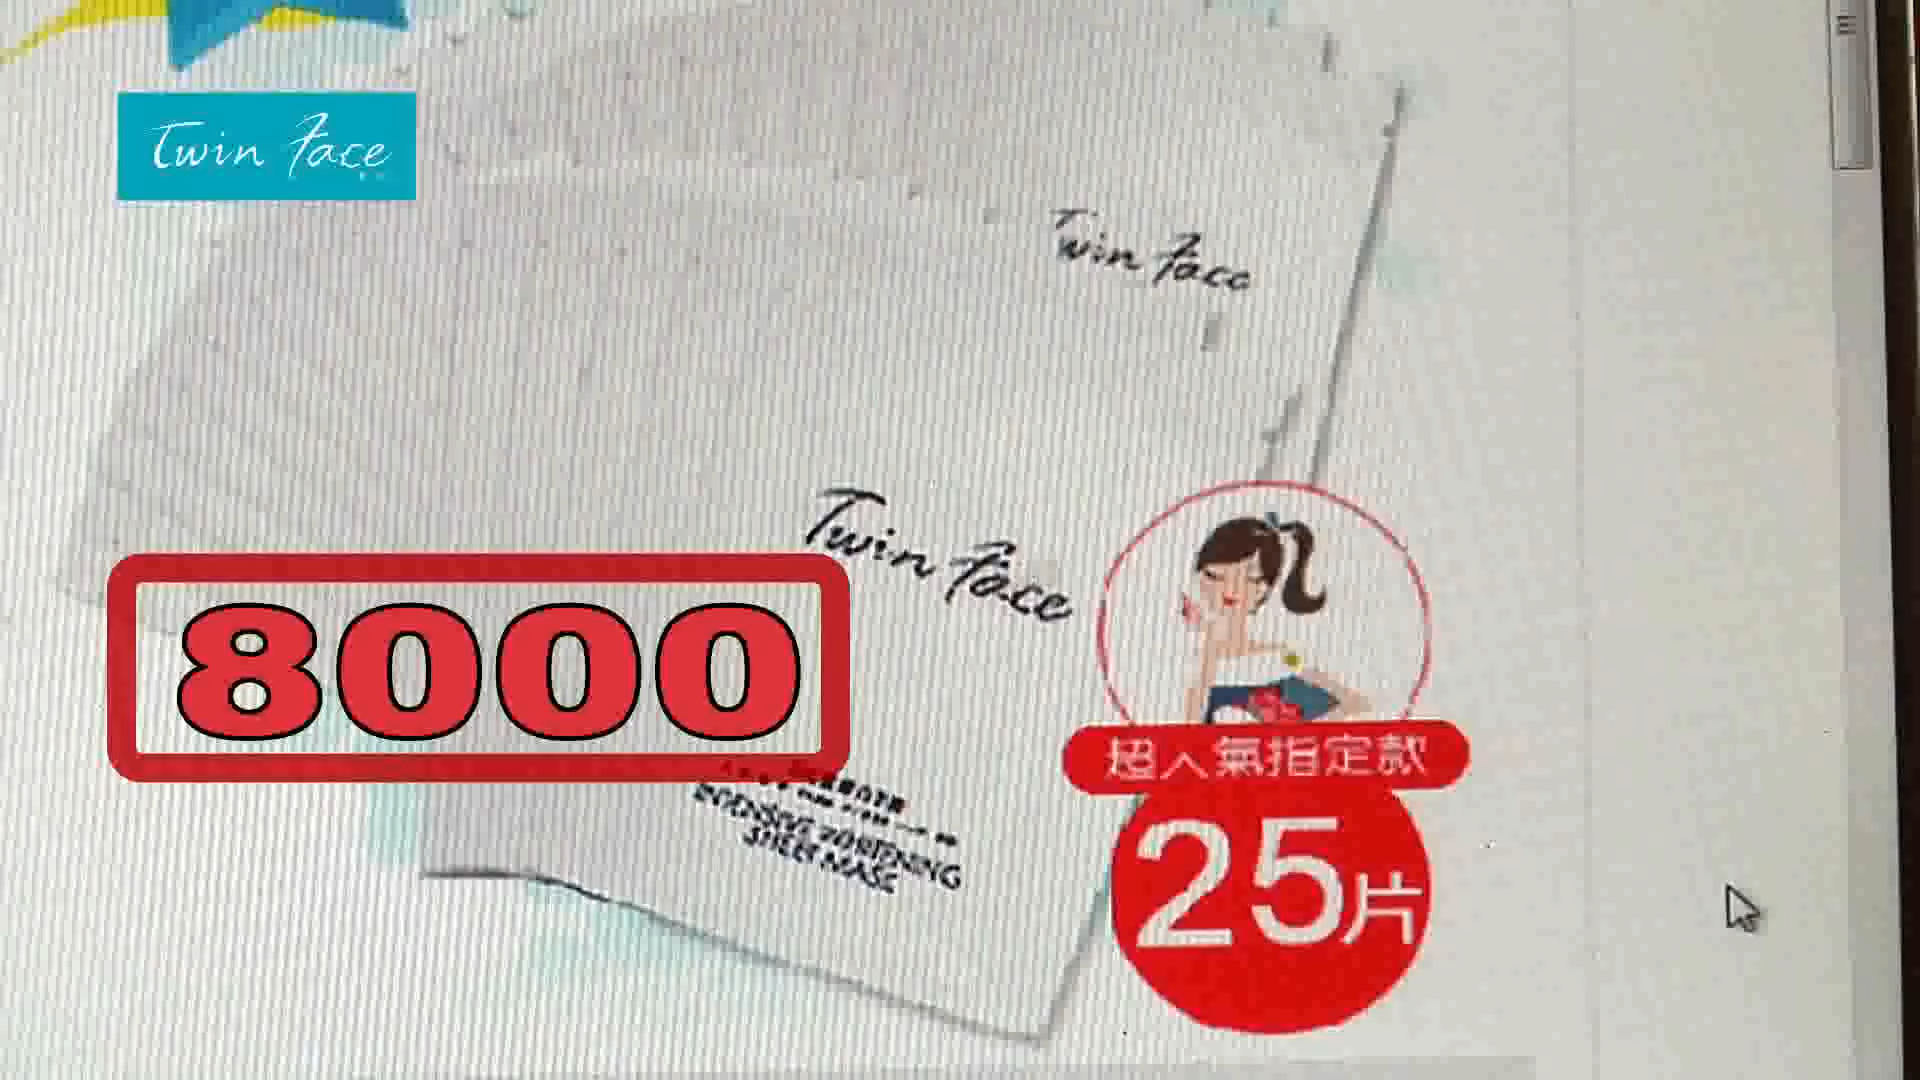 Twin Face
Twin Face
Twin Face
8000
超人氣指定款
25片
SHEET MASK